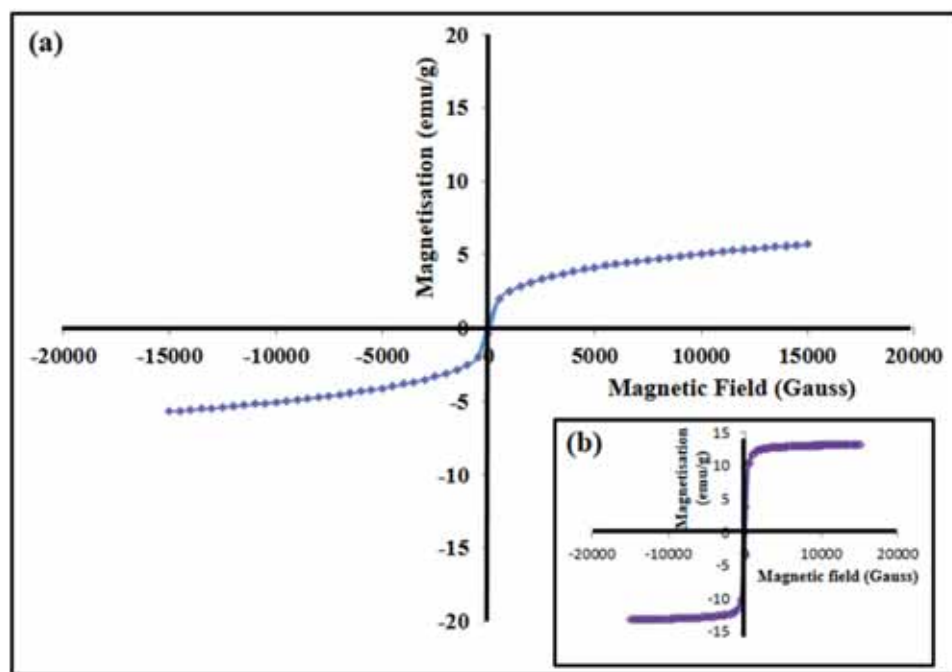 (a)
Magnetisation (emu/g)
20
15
10
5
0
-5
-10
-15
-20
-20000 -15000 -10000 -5000 0 5000 10000 15000 20000
Magnetic Field (Gauss)
(b)
Magnetisation
(emu/g)
15
10
5
0
-5
-10
-15
-20000 -10000 0 10000 20000
Magnetic field (Gauss)